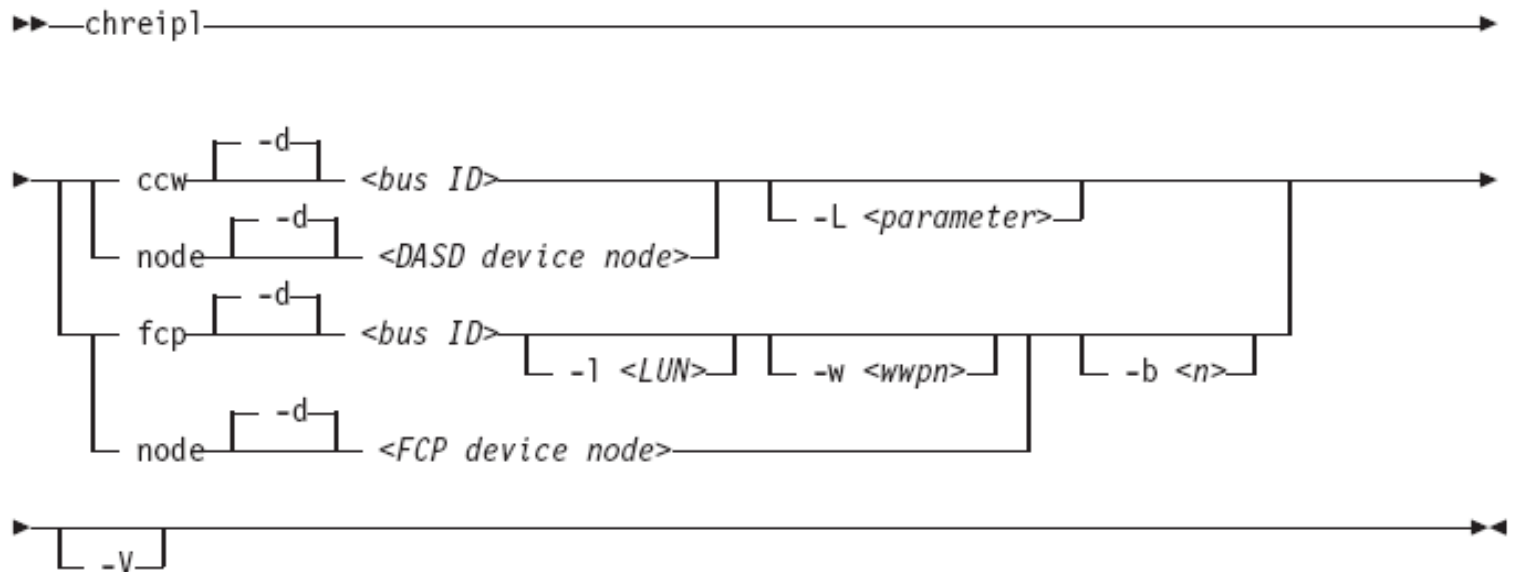 chreipl
-d
ccw <bus ID>
-L <parameter>
-d
node <DASD device node>
-d
fcp <bus ID>
-l <LUN> -w <wwpn> -b <n>
-d
node <FCP device node>
-V